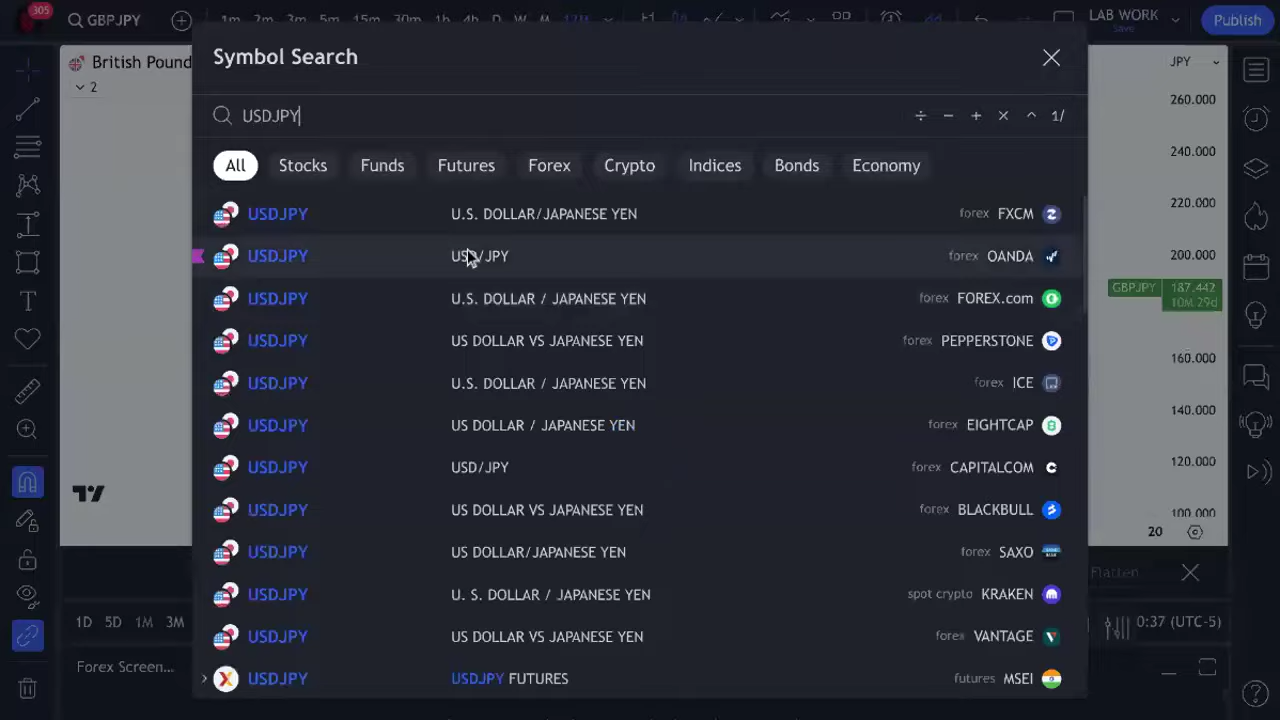 305
GBPJPY
1m 2m 3m 5m 15m 30m 1h 4h D W M 12M
LAB WORK
Save
Publish
British Pound
2
JPY
Symbol Search
USDJPY
÷ − + × ^ 1/
All Stocks Funds Futures Forex Crypto Indices Bonds Economy
USDJPY U.S. DOLLAR/JAPANESE YEN forex FXCM
USDJPY USD/JPY forex OANDA
USDJPY U.S. DOLLAR / JAPANESE YEN forex FOREX.com
USDJPY US DOLLAR VS JAPANESE YEN forex PEPPERSTONE
USDJPY U.S. DOLLAR / JAPANESE YEN forex ICE
USDJPY US DOLLAR / JAPANESE YEN forex EIGHTCAP
USDJPY USD/JPY forex CAPITALCOM
USDJPY US DOLLAR VS JAPANESE YEN forex BLACKBULL
USDJPY US DOLLAR/JAPANESE YEN forex SAXO
USDJPY U. S. DOLLAR / JAPANESE YEN spot crypto KRAKEN
USDJPY US DOLLAR VS JAPANESE YEN forex VANTAGE
USDJPY USDJPY FUTURES futures MSEI
260.000
240.000
220.000
200.000
GBPJPY 187.442
10M 29d
160.000
140.000
120.000
100.000
20
Flatten
1D 5D 1M 3M
0:37 (UTC-5)
Forex Screen...